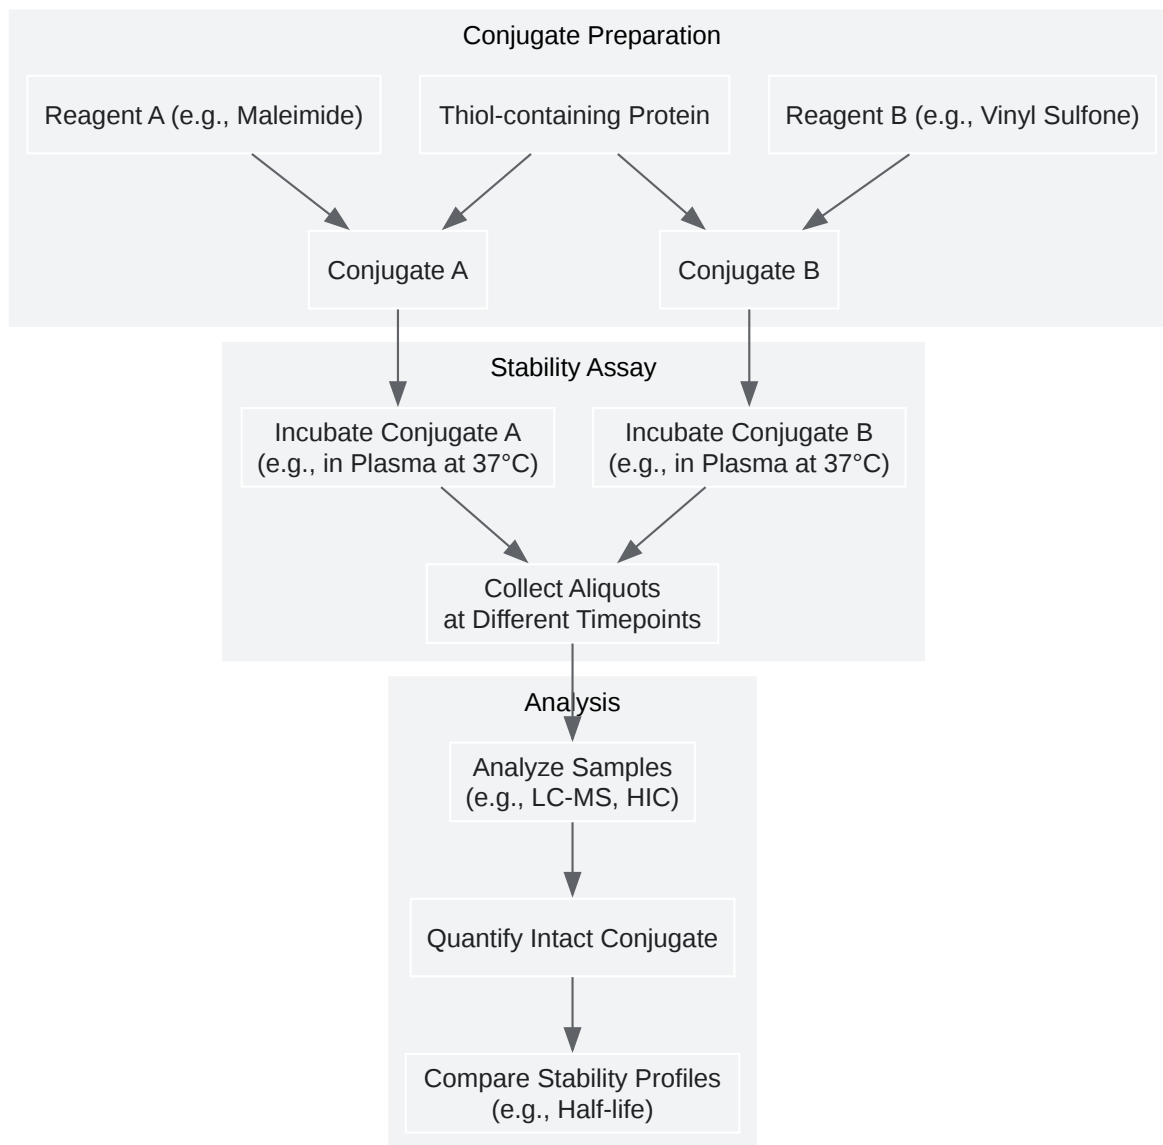 Conjugate Preparation
Reagent A (e.g., Maleimide)
Thiol-containing Protein
Reagent B (e.g., Vinyl Sulfone)
Conjugate A
Conjugate B
Stability Assay
Incubate Conjugate A
(e.g., in Plasma at 37°C)
Incubate Conjugate B
(e.g., in Plasma at 37°C)
Collect Aliquots
at Different Timepoints
Analysis
Analyze Samples
(e.g., LC-MS, HIC)
Quantify Intact Conjugate
Compare Stability Profiles
(e.g., Half-life)